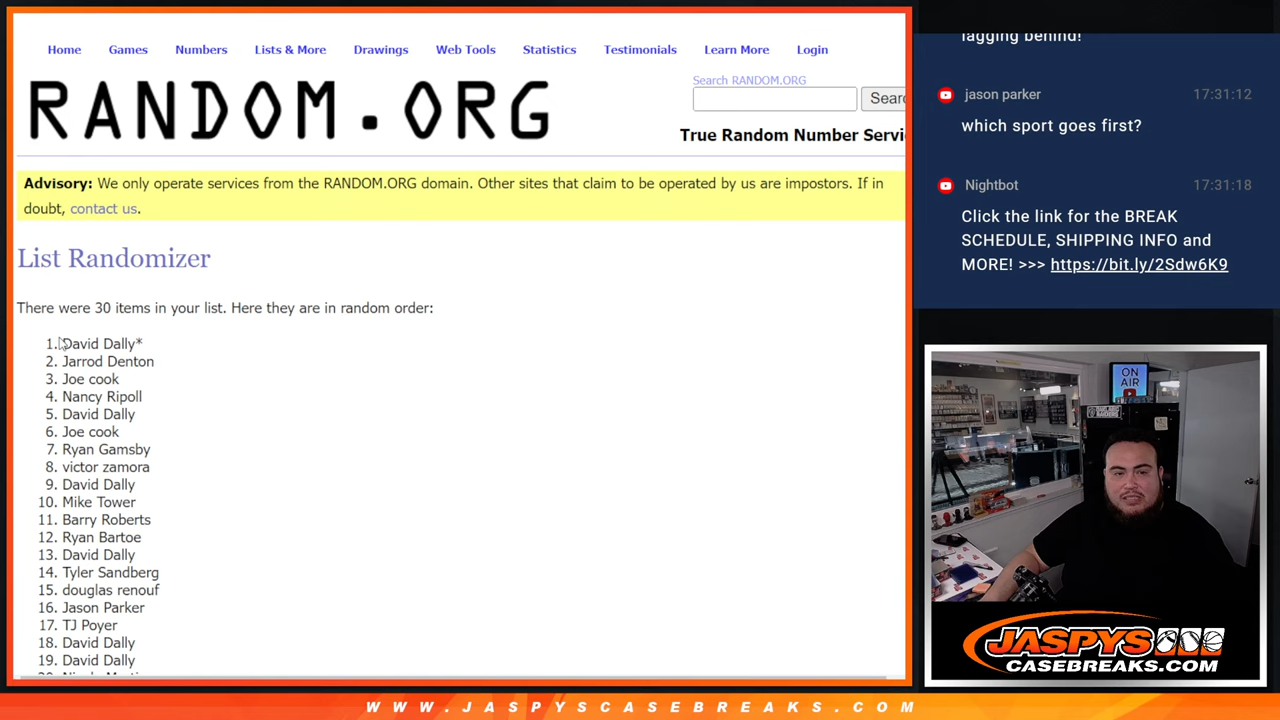 Home Games Numbers Lists & More Drawings Web Tools Statistics Testimonials Learn More Login
RANDOM.ORG
Search RANDOM.ORG
True Random Number Servi
Advisory: We only operate services from the RANDOM.ORG domain. Other sites that claim to be operated by us are impostors. If in
doubt, contact us.
List Randomizer
There were 30 items in your list. Here they are in random order:
1. David Dally*
2. Jarrod Denton
3. Joe cook
4. Nancy Ripoll
5. David Dally
6. Joe cook
7. Ryan Gamsby
8. victor zamora
9. David Dally
10. Mike Tower
11. Barry Roberts
12. Ryan Bartoe
13. David Dally
14. Tyler Sandberg
15. douglas renouf
16. Jason Parker
17. TJ Poyer
18. David Dally
19. David Dally
lagging behind!
jason parker 17:31:12
which sport goes first?
Nightbot 17:31:18
Click the link for the BREAK
SCHEDULE, SHIPPING INFO and
MORE! >>> https://bit.ly/2Sdw6K9
ON
AIR
JASPYS
CASEBREAKS.COM
WWW.JASPYSCASEBREAKS.COM